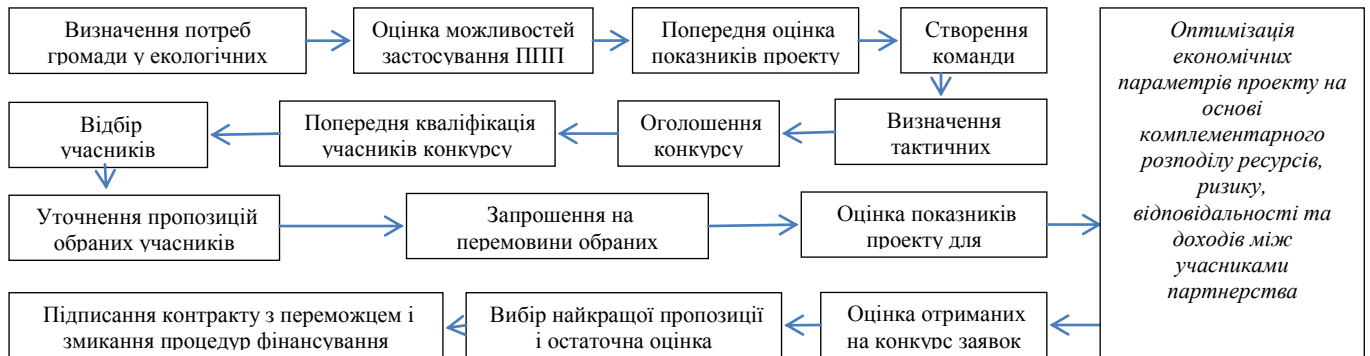 Визначення потреб
громади у екологічних
Оцінка можливостей
застосування ППП
Попередня оцінка
показників проекту
Створення
команди
Визначення
тактичних
Оголошення
конкурсу
Попередня кваліфікація
учасників конкурсу
Відбір
учасників
Уточнення пропозицій
обраних учасників
Запрошення на
перемовини обраних
Оцінка показників
проекту для
Оптимізація
економічних
параметрів проекту на
основі
комплементарного
розподілу ресурсів,
ризику,
відповідальності та
доходів між
учасниками
партнерства
Оцінка отриманих
на конкурс заявок
Вибір найкращої пропозиції
і остаточна оцінка
Підписання контракту з переможцем і
змикання процедур фінансування